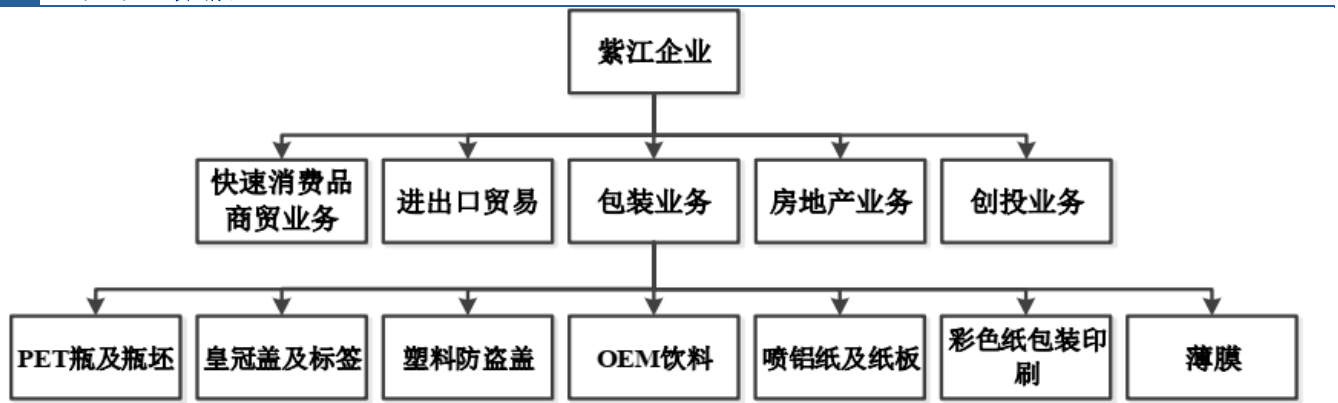 紫江企业
快速消费品
商贸业务
进出口贸易
包装业务
房地产业务
创投业务
PET瓶及瓶坯
皇冠盖及标签
塑料防盗盖
OEM饮料
喷铝纸及纸板
彩色纸包装印
刷
薄膜